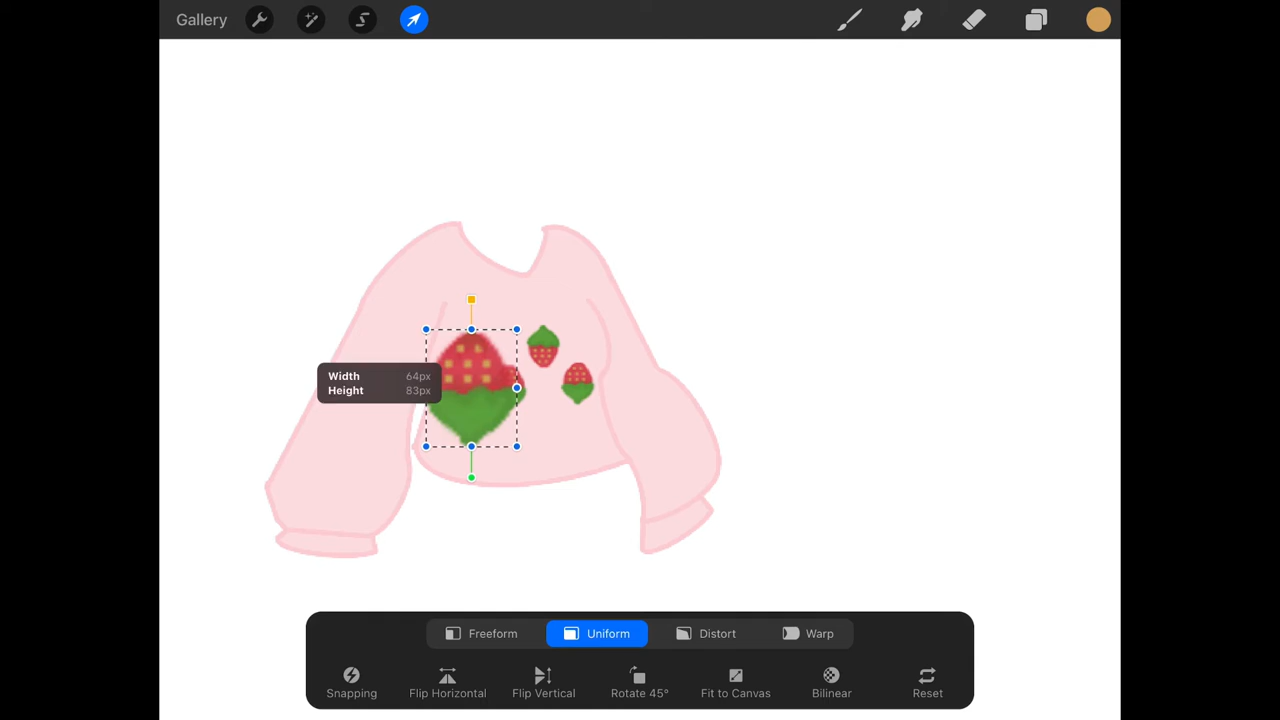 Gallery
Width 64px
Height 83px
Freeform Uniform Distort Warp
Snapping Flip Horizontal Flip Vertical Rotate 45° Fit to Canvas Bilinear Reset